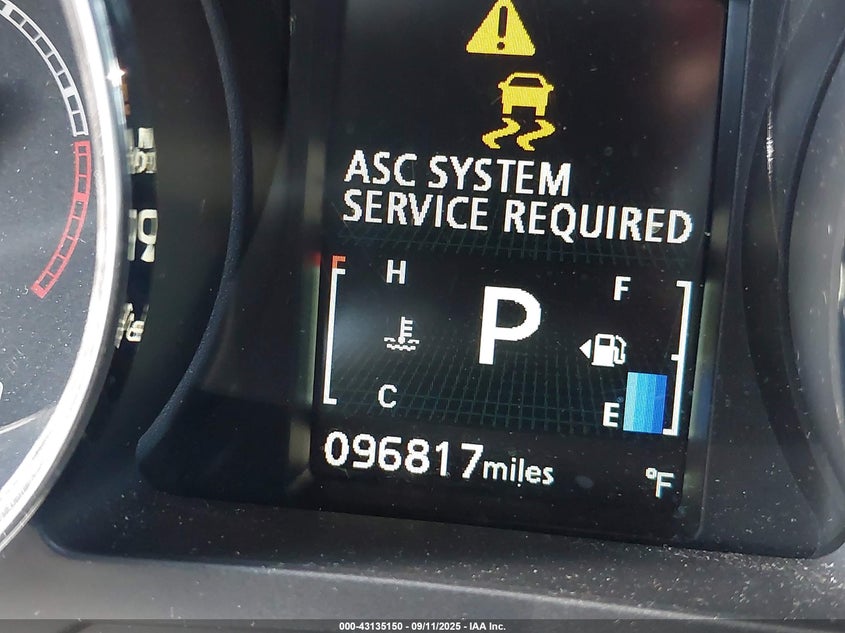 ASC SYSTEM
SERVICE REQUIRED
H
F
P
C
E
096817miles
°F
000-43135150 - 09/11/2025 - IAA Inc.